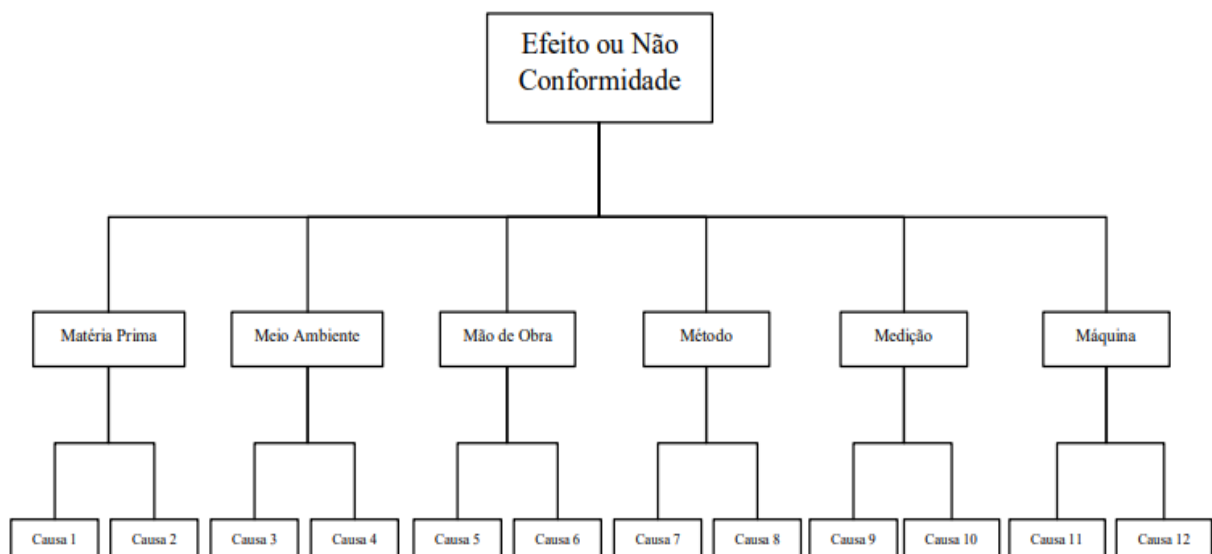 Efeito ou Não
Conformidade
Matéria Prima
Meio Ambiente
Mão de Obra
Método
Medição
Máquina
Causa 1
Causa 2
Causa 3
Causa 4
Causa 5
Causa 6
Causa 7
Causa 8
Causa 9
Causa 10
Causa 11
Causa 12